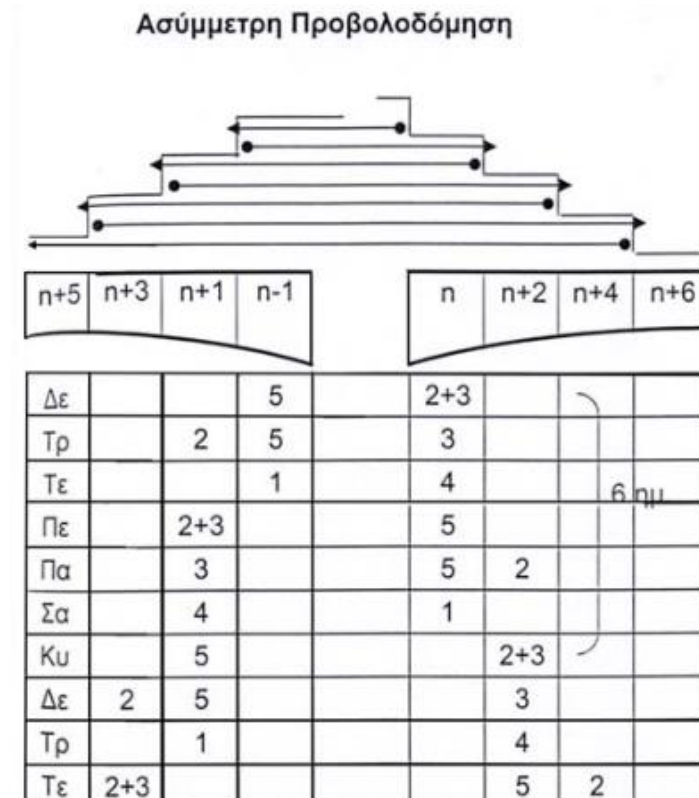 Ασύμμετρη Προβολοδόμηση
n+5 n+3 n+1 n-1 n n+2 n+4 n+6
Δε 5 2+3
Τρ 2 5 3
Τε 1 4 6 ημ
Πε 2+3 5
Πα 3 5 2
Σα 4 1
Κυ 5 2+3
Δε 2 5 3
Τρ 1 4
Τε 2+3 5 2